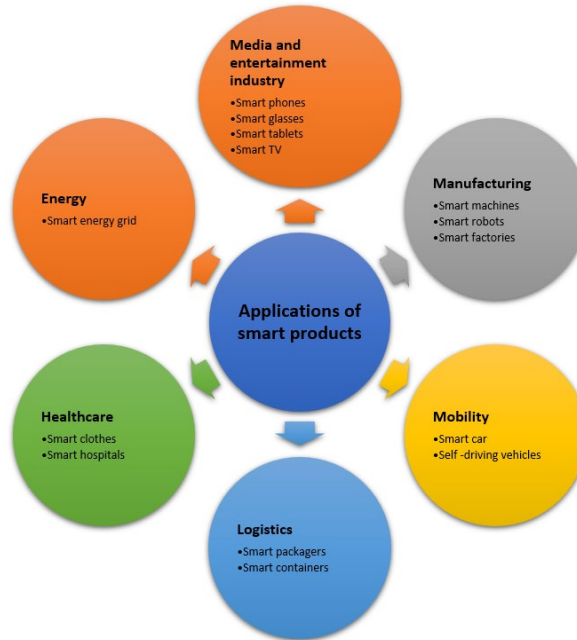 Media and
entertainment
industry
•Smart phones
•Smart glasses
•Smart tablets
•Smart TV
Energy
•Smart energy grid
Manufacturing
•Smart machines
•Smart robots
•Smart factories
Applications of
smart products
Healthcare
•Smart clothes
•Smart hospitals
Mobility
•Smart car
•Self -driving vehicles
Logistics
•Smart packagers
•Smart containers